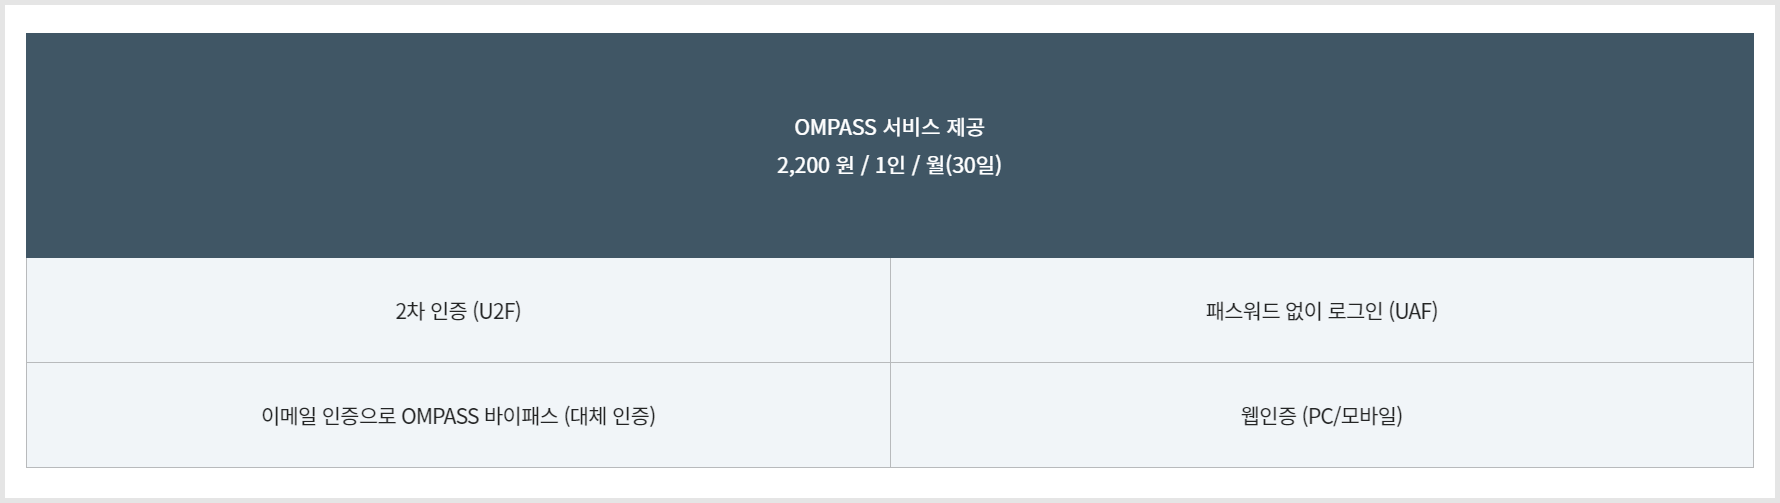 OMPASS 서비스 제공
2,200 원 / 1인 / 월(30일)
2차 인증 (U2F)
패스워드 없이 로그인 (UAF)
이메일 인증으로 OMPASS 바이패스 (대체 인증)
웹인증 (PC/모바일)